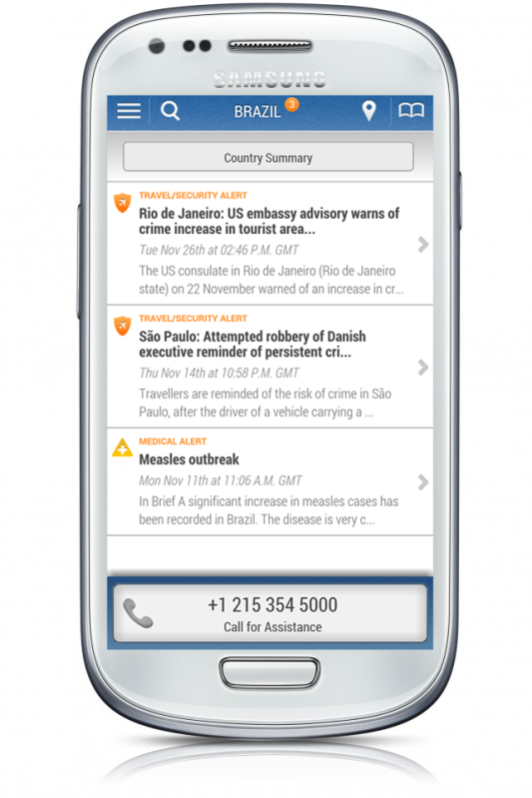 SAMSUNG
BRAZIL 3
Country Summary
TRAVEL/SECURITY ALERT
Rio de Janeiro: US embassy advisory warns of
crime increase in tourist area...
Tue Nov 26th at 02:46 P.M. GMT
The US consulate in Rio de Janeiro (Rio de Janeiro
state) on 22 November warned of an increase in cr...
TRAVEL/SECURITY ALERT
São Paulo: Attempted robbery of Danish
executive reminder of persistent cri...
Thu Nov 14th at 10:58 P.M. GMT
Travellers are reminded of the risk of crime in São
Paulo, after the driver of a vehicle carrying a ...
MEDICAL ALERT
Measles outbreak
Mon Nov 11th at 11:06 A.M. GMT
In Brief A significant increase in measles cases has
been recorded in Brazil. The disease is very c...
+1 215 354 5000
Call for Assistance